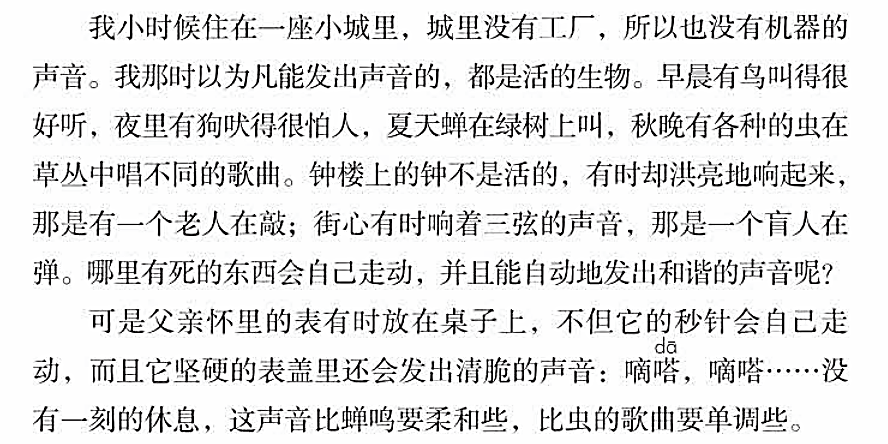 我小时候住在一座小城里，城里没有工厂，所以也没有机器的
声音。我那时以为凡能发出声音的，都是活的生物。早晨有鸟叫得很
好听，夜里有狗吠得很怕人，夏天蝉在绿树上叫，秋晚有各种的虫在
草丛中唱不同的歌曲。钟楼上的钟不是活的，有时却洪亮地响起来，
那是有一个老人在敲；街心有时响着三弦的声音，那是一个盲人在
弹。哪里有死的东西会自己走动，并且能自动地发出和谐的声音呢？
可是父亲怀里的表有时放在桌子上，不但它的秒针会自己走
dā
动，而且它坚硬的表盖里还会发出清脆的声音：嘀嗒，嘀嗒……没
有一刻的休息，这声音比蝉鸣要柔和些，比虫的歌曲要单调些。